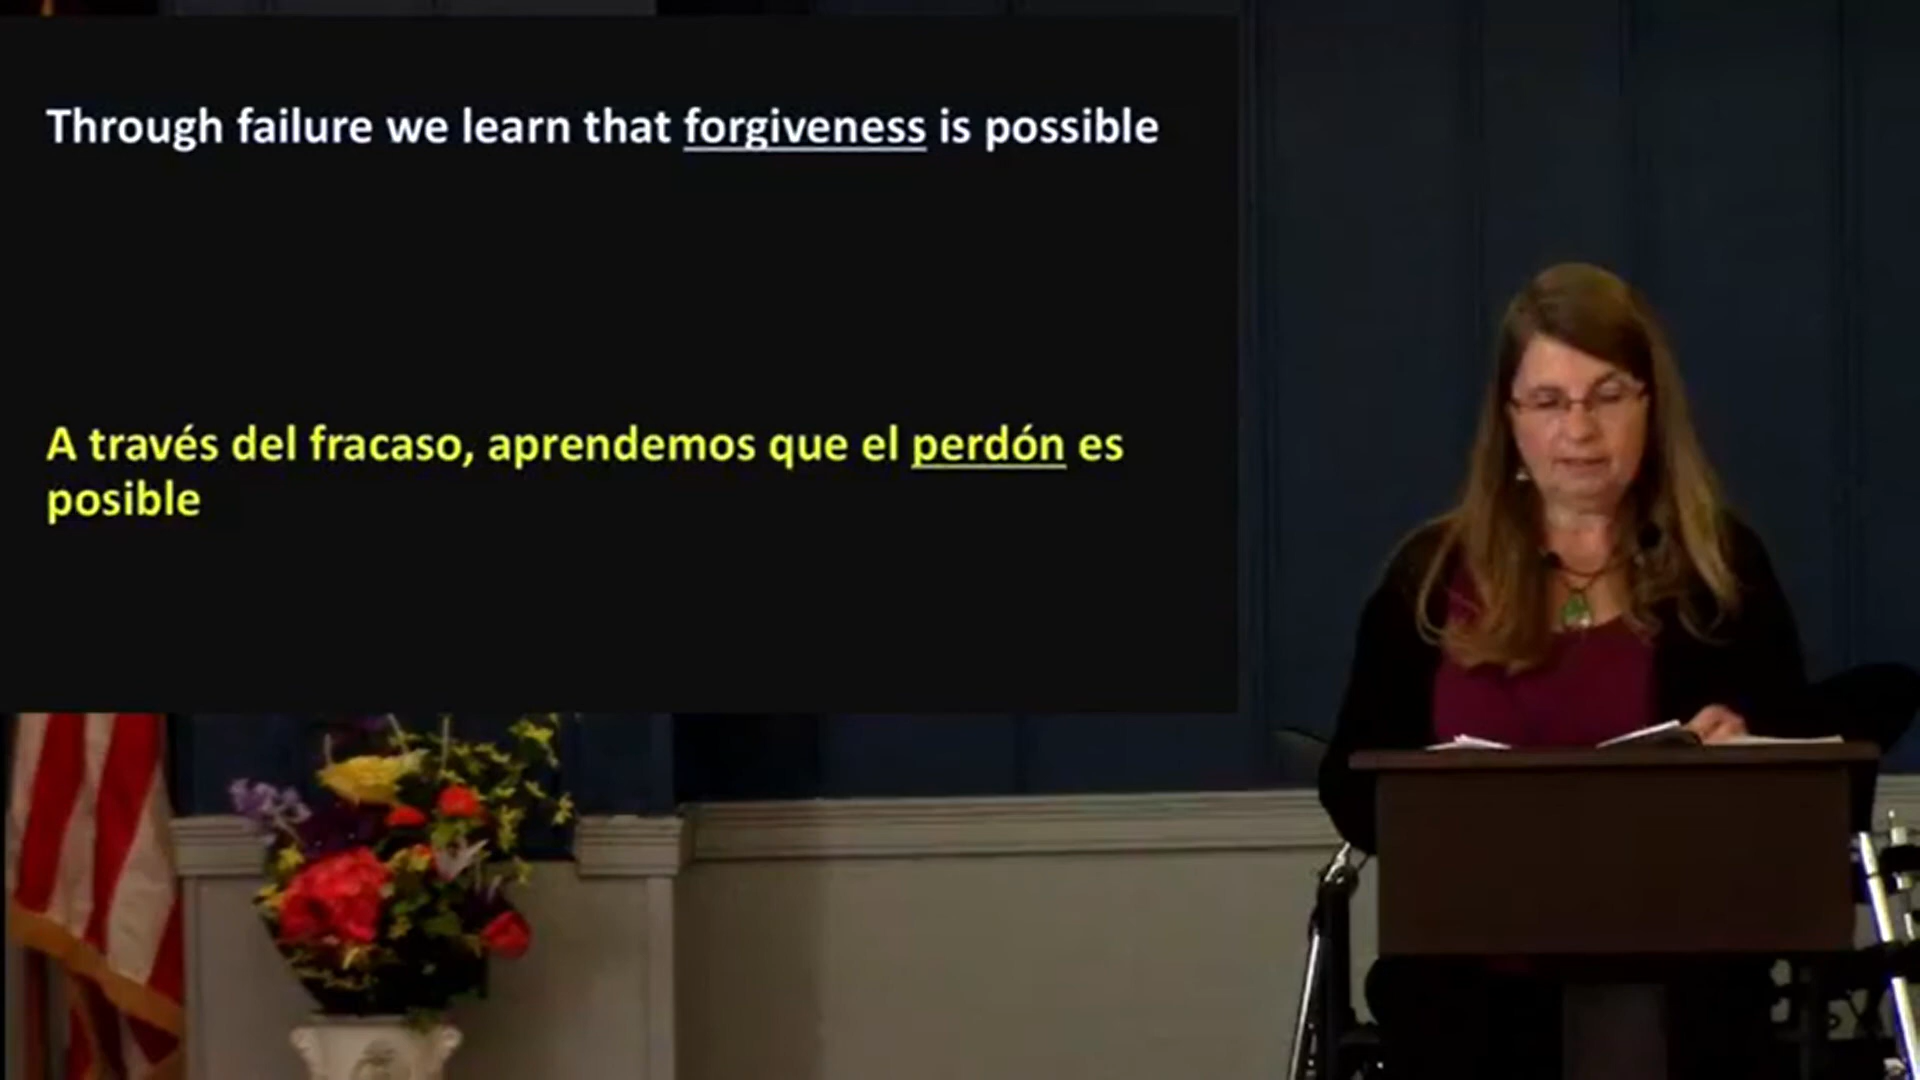 Through failure we learn that forgiveness is possible
A través del fracaso, aprendemos que el perdón es
posible